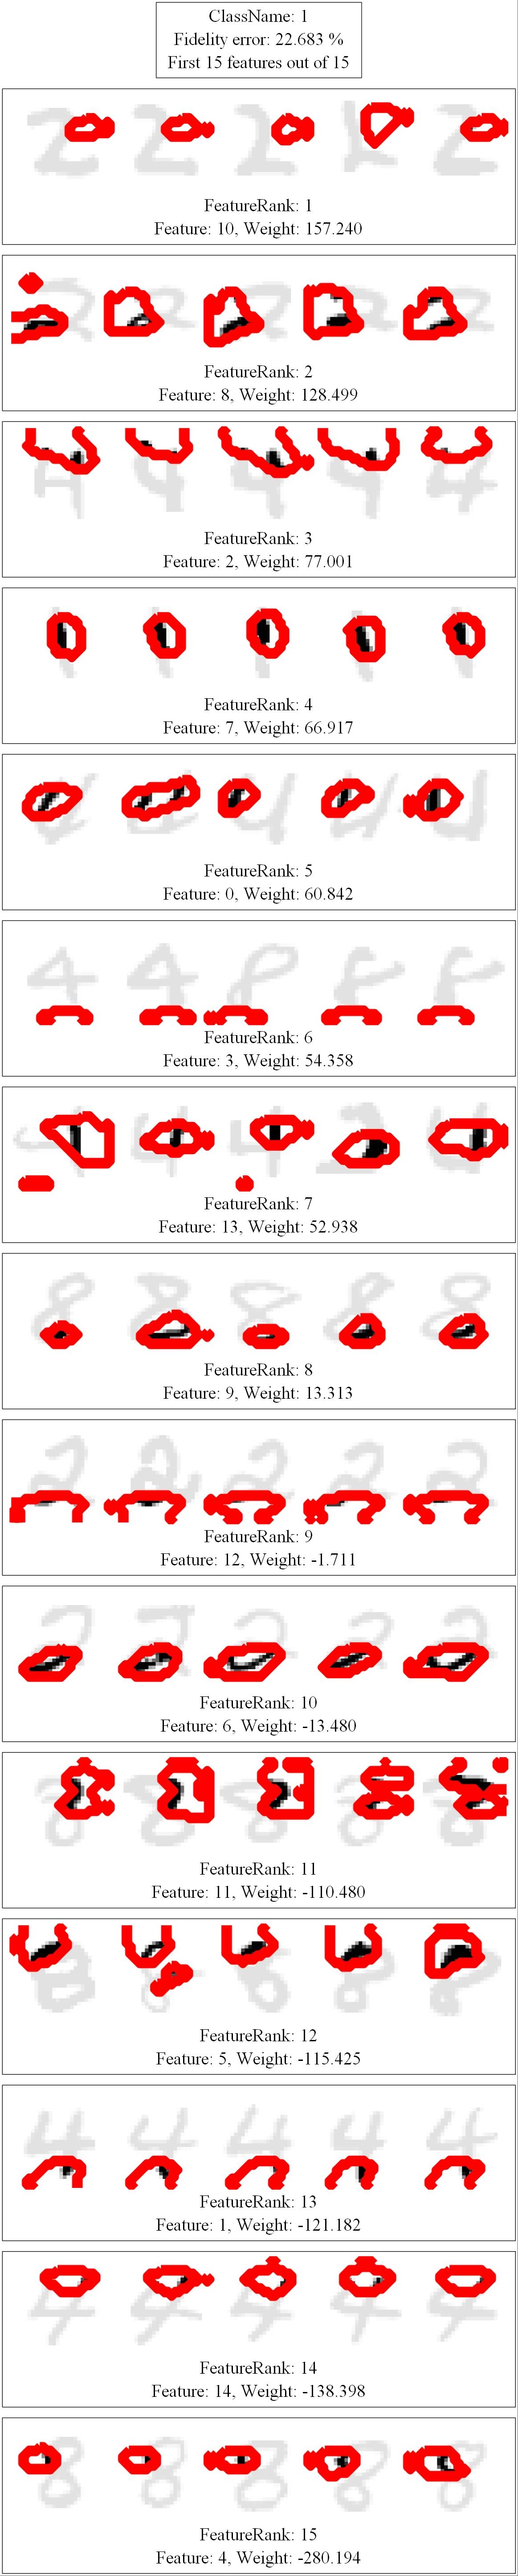 ClassName: 1
Fidelity error: 22.683 %
First 15 features out of 15
FeatureRank: 1
Feature: 10, Weight: 157.240
FeatureRank: 2
Feature: 8, Weight: 128.499
FeatureRank: 3
Feature: 2, Weight: 77.001
FeatureRank: 4
Feature: 7, Weight: 66.917
FeatureRank: 5
Feature: 0, Weight: 60.842
FeatureRank: 6
Feature: 3, Weight: 54.358
FeatureRank: 7
Feature: 13, Weight: 52.938
FeatureRank: 8
Feature: 9, Weight: 13.313
FeatureRank: 9
Feature: 12, Weight: -1.711
FeatureRank: 10
Feature: 6, Weight: -13.480
FeatureRank: 11
Feature: 11, Weight: -110.480
FeatureRank: 12
Feature: 5, Weight: -115.425
FeatureRank: 13
Feature: 1, Weight: -121.182
FeatureRank: 14
Feature: 14, Weight: -138.398
FeatureRank: 15
Feature: 4, Weight: -280.194